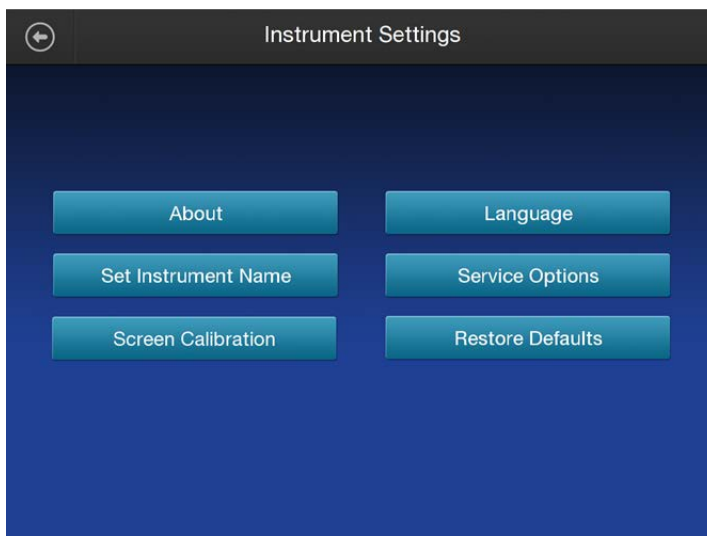 Instrument Settings
About
Language
Set Instrument Name
Service Options
Screen Calibration
Restore Defaults